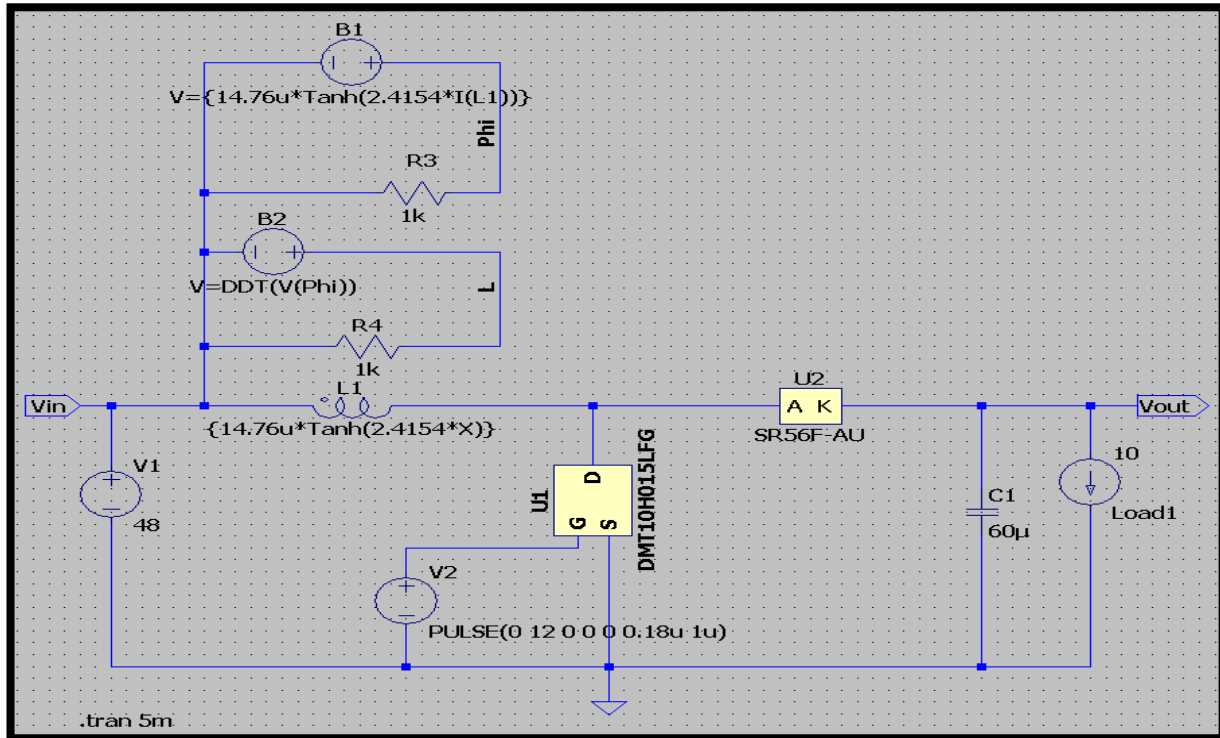 B1
V={14.76u*Tanh(2.4154*I(L1))}
Phi
R3
1k
B2
V=DDT(V(Phi))
L
R4
1k
L1
{14.76u*Tanh(2.4154*X)}
Vin
U2
A K
SR56F-AU
Vout
V1
48
U1
D
G
S
DMT10H015LFG
C1
60µ
10
Load1
V2
PULSE(0 12 0 0 0 0.18u 1u)
.tran 5m